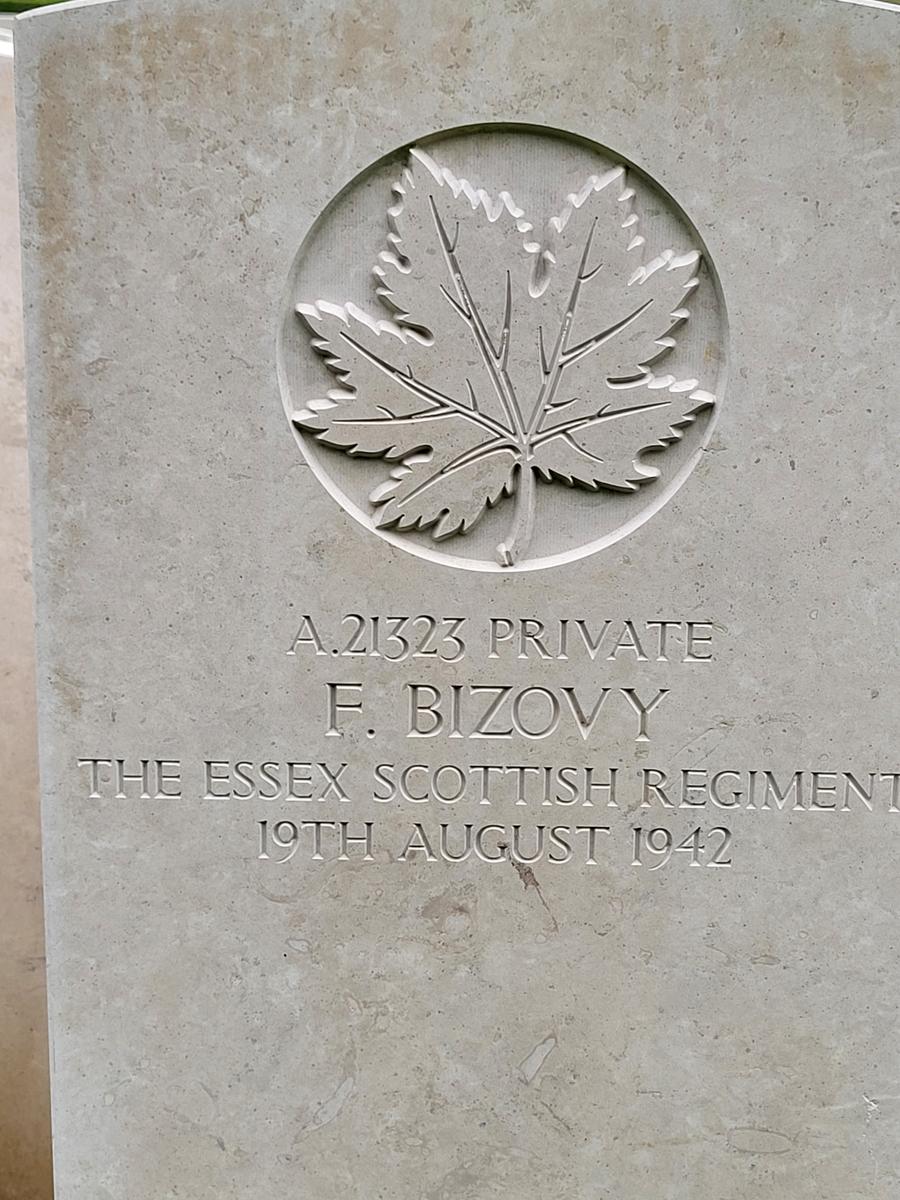 A.21323 PRIVATE
F. BIZOVY
THE ESSEX SCOTTISH REGIMENT
19TH AUGUST 1942